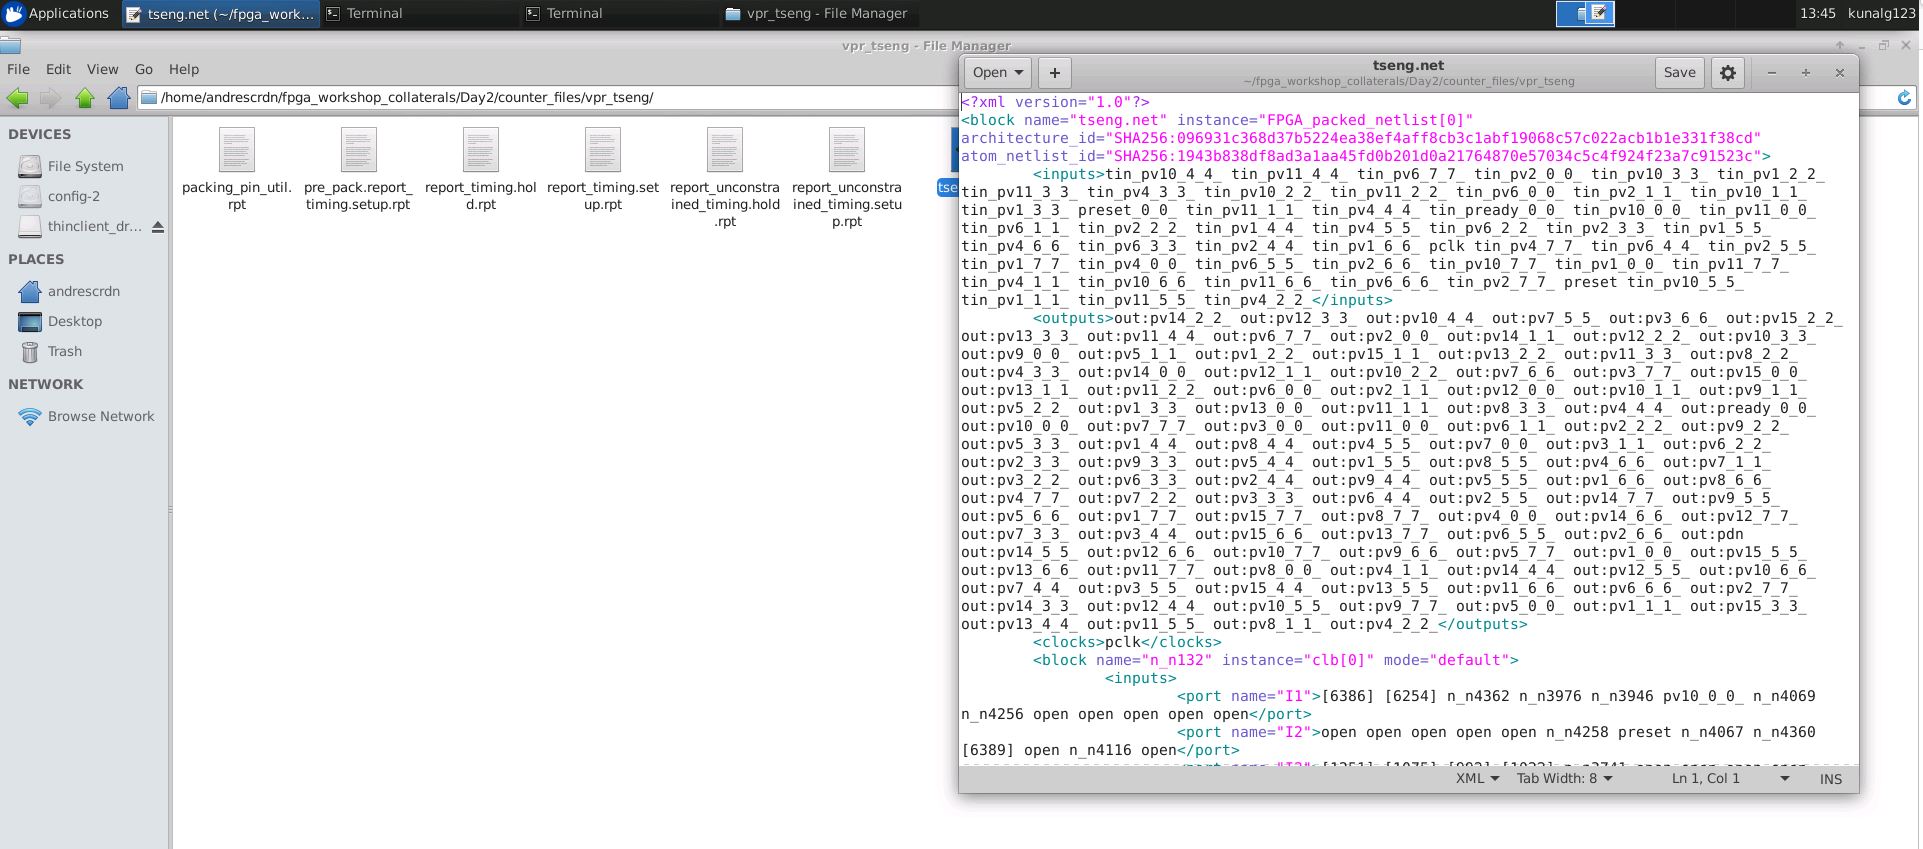 Applications
tseng.net (~/fpga_work...
Terminal
Terminal
vpr_tseng - File Manager
13:45
kunalg123
vpr_tseng - File Manager
File Edit View Go Help
/home/andrescrdn/fpga_workshop_collaterals/Day2/counter_files/vpr_tseng/
DEVICES
File System
config-2
thinclient_dr...
PLACES
andrescrdn
Desktop
Trash
NETWORK
Browse Network
packing_pin_util.
rpt
pre_pack.report_
timing.setup.rpt
report_timing.hol
d.rpt
report_timing.set
up.rpt
report_unconstra
ined_timing.hold
.rpt
report_unconstra
ined_timing.setu
p.rpt
Open
+
tseng.net
~/fpga_workshop_collaterals/Day2/counter_files/vpr_tseng
Save
<?xml version="1.0"?>
<block name="tseng.net" instance="FPGA_packed_netlist[0]"
architecture_id="SHA256:096931c368d37b5224ea38ef4aff8cb3c1abf19068c57c022acb1b1e331f38cd"
atom_netlist_id="SHA256:1943b838df8ad3a1aa45fd0b201d0a21764870e57034c5c4f924f23a7c91523c">
<inputs>tin_pv10_4_4_ tin_pv11_4_4_ tin_pv6_7_7_ tin_pv2_0_0_ tin_pv10_3_3_ tin_pv1_2_2_
tin_pv11_3_3_ tin_pv4_3_3_ tin_pv10_2_2_ tin_pv11_2_2_ tin_pv6_0_0_ tin_pv2_1_1_ tin_pv10_1_1_
tin_pv1_3_3_ preset_0_0_ tin_pv11_1_1_ tin_pv4_4_4_ tin_pready_0_0_ tin_pv10_0_0_ tin_pv11_0_0_
tin_pv6_1_1_ tin_pv2_2_2_ tin_pv1_4_4_ tin_pv4_5_5_ tin_pv6_2_2_ tin_pv2_3_3_ tin_pv1_5_5_
tin_pv4_6_6_ tin_pv6_3_3_ tin_pv2_4_4_ tin_pv1_6_6_ pclk tin_pv4_7_7_ tin_pv6_4_4_ tin_pv2_5_5_
tin_pv1_7_7_ tin_pv4_0_0_ tin_pv6_5_5_ tin_pv2_6_6_ tin_pv10_7_7_ tin_pv1_0_0_ tin_pv11_7_7_
tin_pv4_1_1_ tin_pv10_6_6_ tin_pv11_6_6_ tin_pv6_6_6_ tin_pv2_7_7_ preset tin_pv10_5_5_
tin_pv1_1_1_ tin_pv11_5_5_ tin_pv4_2_2_</inputs>
<outputs>out:pv14_2_2_ out:pv12_3_3_ out:pv10_4_4_ out:pv7_5_5_ out:pv3_6_6_ out:pv15_2_2_
out:pv13_3_3_ out:pv11_4_4_ out:pv6_7_7_ out:pv2_0_0_ out:pv14_1_1_ out:pv12_2_2_ out:pv10_3_3_
out:pv9_0_0_ out:pv5_1_1_ out:pv1_2_2_ out:pv15_1_1_ out:pv13_2_2_ out:pv11_3_3_ out:pv8_2_2_
out:pv4_3_3_ out:pv14_0_0_ out:pv12_1_1_ out:pv10_2_2_ out:pv7_6_6_ out:pv3_7_7_ out:pv15_0_0_
out:pv13_1_1_ out:pv11_2_2_ out:pv6_0_0_ out:pv2_1_1_ out:pv12_0_0_ out:pv10_1_1_ out:pv9_1_1_
out:pv5_2_2_ out:pv1_3_3_ out:pv13_0_0_ out:pv11_1_1_ out:pv8_3_3_ out:pv4_4_4_ out:pready_0_0_
out:pv10_0_0_ out:pv7_7_7_ out:pv3_0_0_ out:pv11_0_0_ out:pv6_1_1_ out:pv2_2_2_ out:pv9_2_2_
out:pv5_3_3_ out:pv1_4_4_ out:pv8_4_4_ out:pv4_5_5_ out:pv7_0_0_ out:pv3_1_1_ out:pv6_2_2_
out:pv2_3_3_ out:pv9_3_3_ out:pv5_4_4_ out:pv1_5_5_ out:pv8_5_5_ out:pv4_6_6_ out:pv7_1_1_
out:pv3_2_2_ out:pv6_3_3_ out:pv2_4_4_ out:pv9_4_4_ out:pv5_5_5_ out:pv1_6_6_ out:pv8_6_6_
out:pv4_7_7_ out:pv7_2_2_ out:pv3_3_3_ out:pv6_4_4_ out:pv2_5_5_ out:pv14_7_7_ out:pv9_5_5_
out:pv5_6_6_ out:pv1_7_7_ out:pv15_7_7_ out:pv8_7_7_ out:pv4_0_0_ out:pv14_6_6_ out:pv12_7_7_
out:pv7_3_3_ out:pv3_4_4_ out:pv15_6_6_ out:pv13_7_7_ out:pv6_5_5_ out:pv2_6_6_ out:pdn
out:pv14_5_5_ out:pv12_6_6_ out:pv10_7_7_ out:pv9_6_6_ out:pv5_7_7_ out:pv1_0_0_ out:pv15_5_5_
out:pv13_6_6_ out:pv11_7_7_ out:pv8_0_0_ out:pv4_1_1_ out:pv14_4_4_ out:pv12_5_5_ out:pv10_6_6_
out:pv7_4_4_ out:pv3_5_5_ out:pv15_4_4_ out:pv13_5_5_ out:pv11_6_6_ out:pv6_6_6_ out:pv2_7_7_
out:pv14_3_3_ out:pv12_4_4_ out:pv10_5_5_ out:pv9_7_7_ out:pv5_0_0_ out:pv1_1_1_ out:pv15_3_3_
out:pv13_4_4_ out:pv11_5_5_ out:pv8_1_1_ out:pv4_2_2_</outputs>
<clocks>pclk</clocks>
<block name="n_n132" instance="clb[0]" mode="default">
<inputs>
<port name="I1">[6386] [6254] n_n4362 n_n3976 n_n3946 pv10_0_0_ n_n4069
n_n4256 open open open open open</port>
<port name="I2">open open open open open n_n4258 preset n_n4067 n_n4360
[6389] open n_n4116 open</port>
XML
Tab Width: 8
Ln 1, Col 1
INS